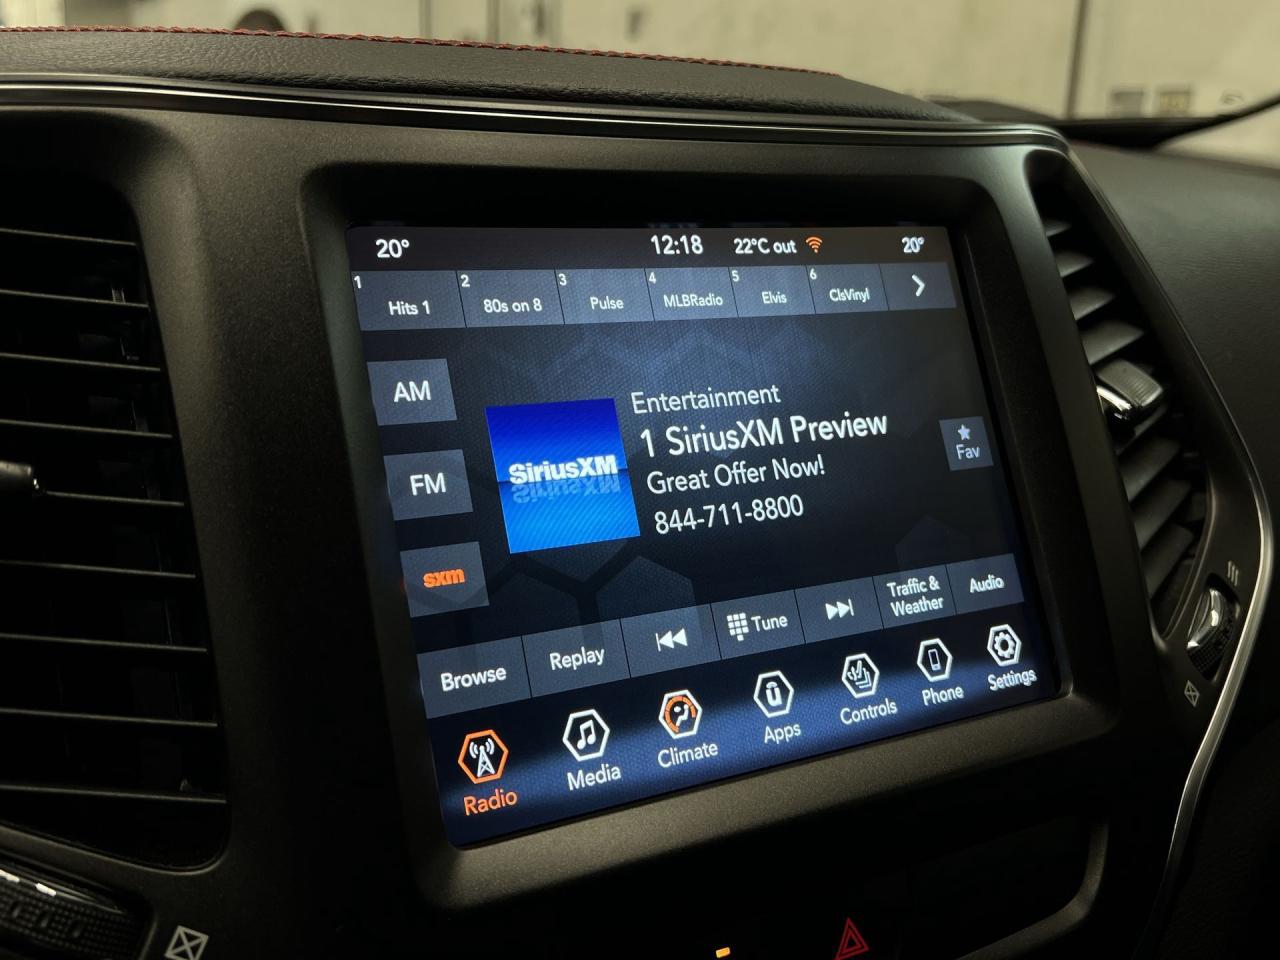 20°
12:18
22°C out
20°
1 Hits 1
2 80s on 8
3 Pulse
4 MLBRadio
5 Elvis
6 ClsVinyl
AM
FM
sxm
SiriusXM
Entertainment
1 SiriusXM Preview
Great Offer Now!
844-711-8800
Fav
Browse
Replay
Tune
Traffic &
Weather
Audio
Radio
Media
Climate
Apps
Controls
Phone
Settings